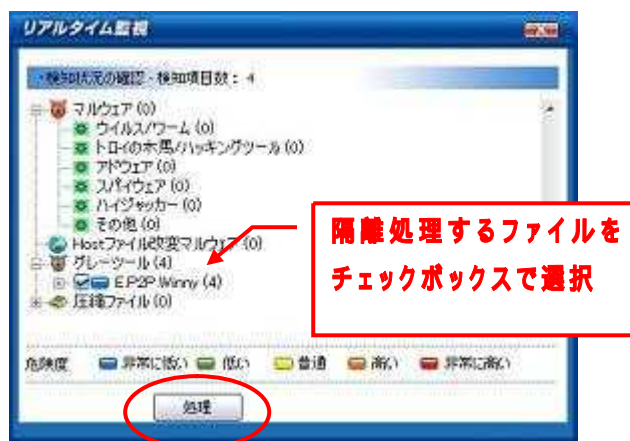 リアルタイム監視
・検知状況の確認 - 検知項目数: 4
マルウェア (0)
ウイルス/ワーム (0)
トロイの木馬/ハッキングツール (0)
アドウェア (0)
スパイウェア (0)
ハイジャッカー (0)
その他 (0)
Hostファイル改変マルウェア (0)
グレーツール (4)
E.P2P.Winny (4)
圧縮ファイル (0)
隔離処理するファイルを
チェックボックスで選択
危険度 非常に低い 低い 普通 高い 非常に高い
処理